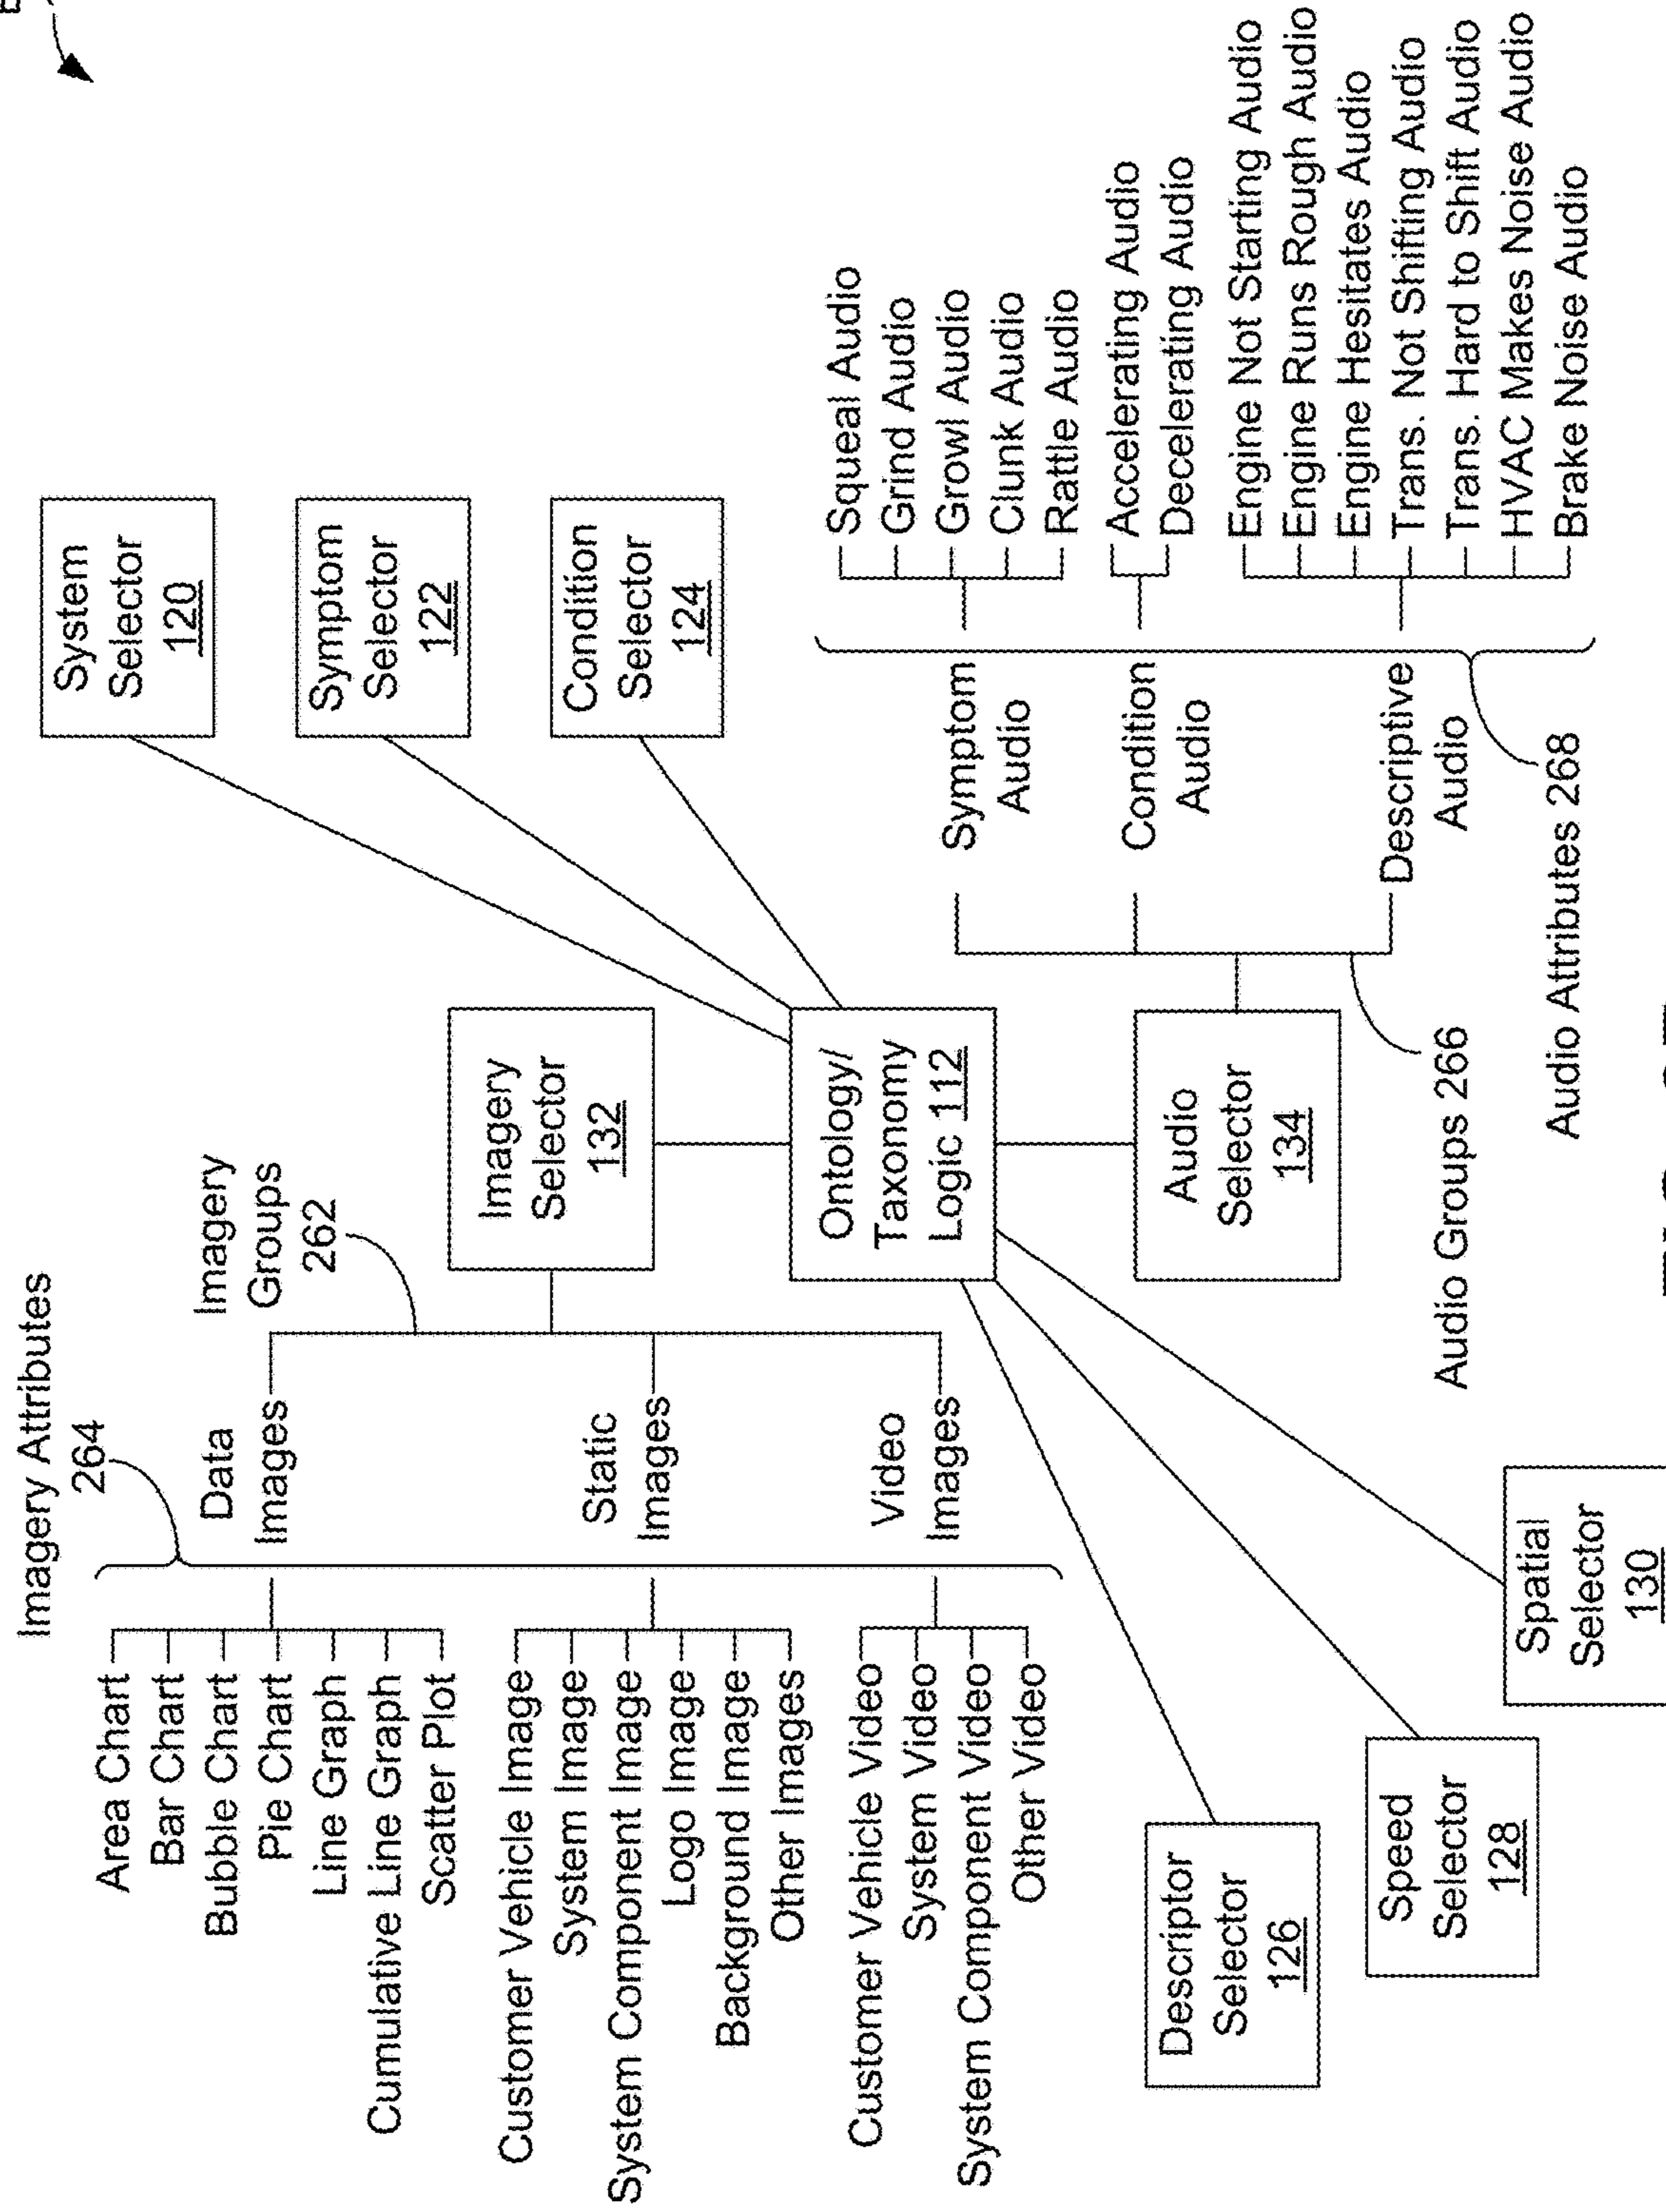 Imagery Attributes
264
Area Chart
Bar Chart
Bubble Chart
Pie Chart
Line Graph
Cumulative Line Graph
Scatter Plot
Customer Vehicle Image
System Image
System Component Image
Logo Image
Background Image
Other Images
Customer Vehicle Video
System Video
System Component Video
Other Video
Data
Images
Static
Images
Video
Images
Imagery
Groups
262
Imagery
Selector
132
Ontology/
Taxonomy
Logic 112
Audio
Selector
134
System
Selector
120
Symptom
Selector
122
Condition
Selector
124
Descriptor
Selector
126
Speed
Selector
128
Spatial
Selector
130
Symptom
Audio
Condition
Audio
Descriptive
Audio
Squeal Audio
Grind Audio
Growl Audio
Clunk Audio
Rattle Audio
Accelerating Audio
Decelerating Audio
Engine Not Starting Audio
Engine Runs Rough Audio
Engine Hesitates Audio
Trans. Not Shifting Audio
Trans. Hard to Shift Audio
HVAC Makes Noise Audio
Brake Noise Audio
Audio Groups 266
Audio Attributes 268